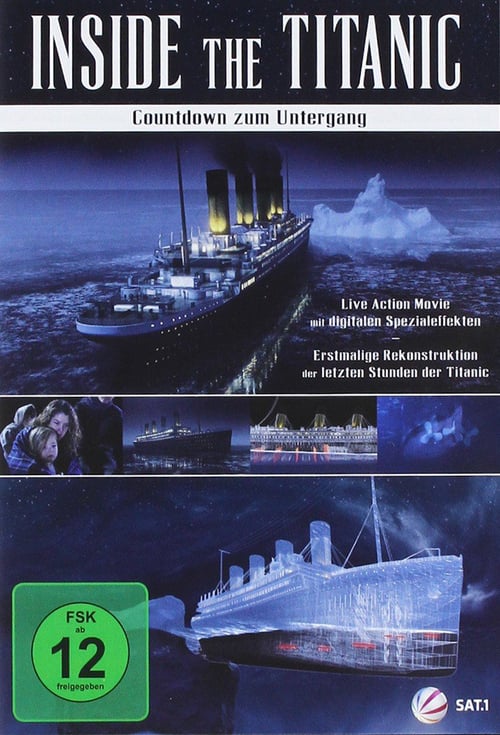 INSIDE THE TITANIC
Countdown zum Untergang
Live Action Movie
mit digitalen Spezialeffekten
–
Erstmalige Rekonstruktion
der letzten Stunden der Titanic
FSK
ab
12
freigegeben
SAT.1